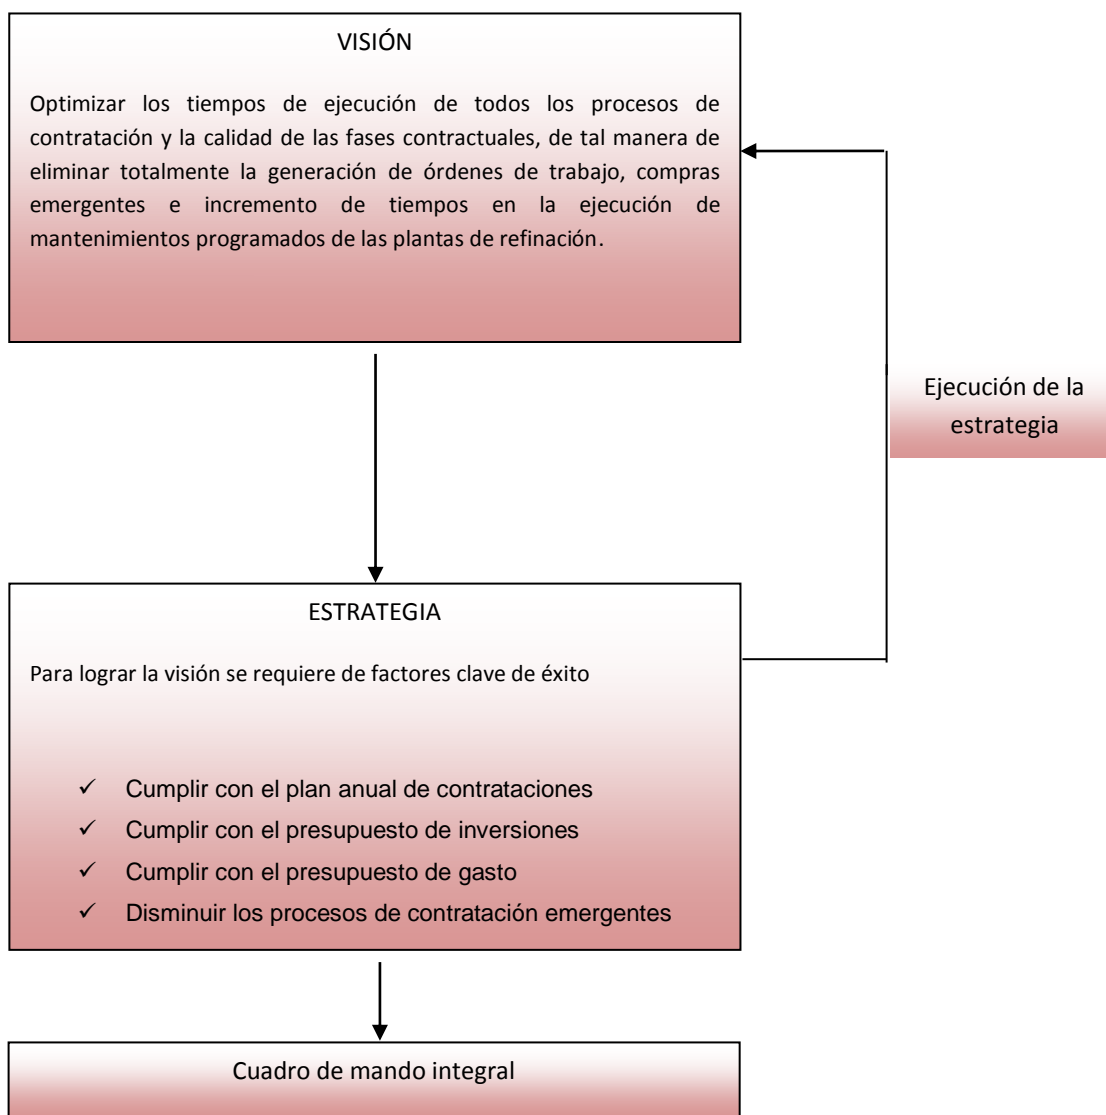 VISIÓN
Optimizar los tiempos de ejecución de todos los procesos de
contratación y la calidad de las fases contractuales, de tal manera de
eliminar totalmente la generación de órdenes de trabajo, compras
emergentes e incremento de tiempos en la ejecución de
mantenimientos programados de las plantas de refinación.
Ejecución de la
estrategia
ESTRATEGIA
Para lograr la visión se requiere de factores clave de éxito
✓ Cumplir con el plan anual de contrataciones
✓ Cumplir con el presupuesto de inversiones
✓ Cumplir con el presupuesto de gasto
✓ Disminuir los procesos de contratación emergentes
Cuadro de mando integral